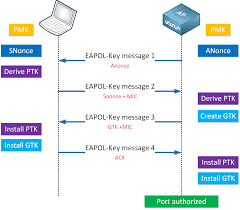 AP
PMK
PMK
SNonce
ANonce
EAPOL-Key message 1
Anonce
Derive PTK
EAPOL-Key message 2
Snonce + MIC
Derive PTK
Create GTK
EAPOL-Key message 3
GTK +MIC
Install PTK
Install GTK
EAPOL-Key message 4
ACK
Install PTK
Install GTK
Port authorized